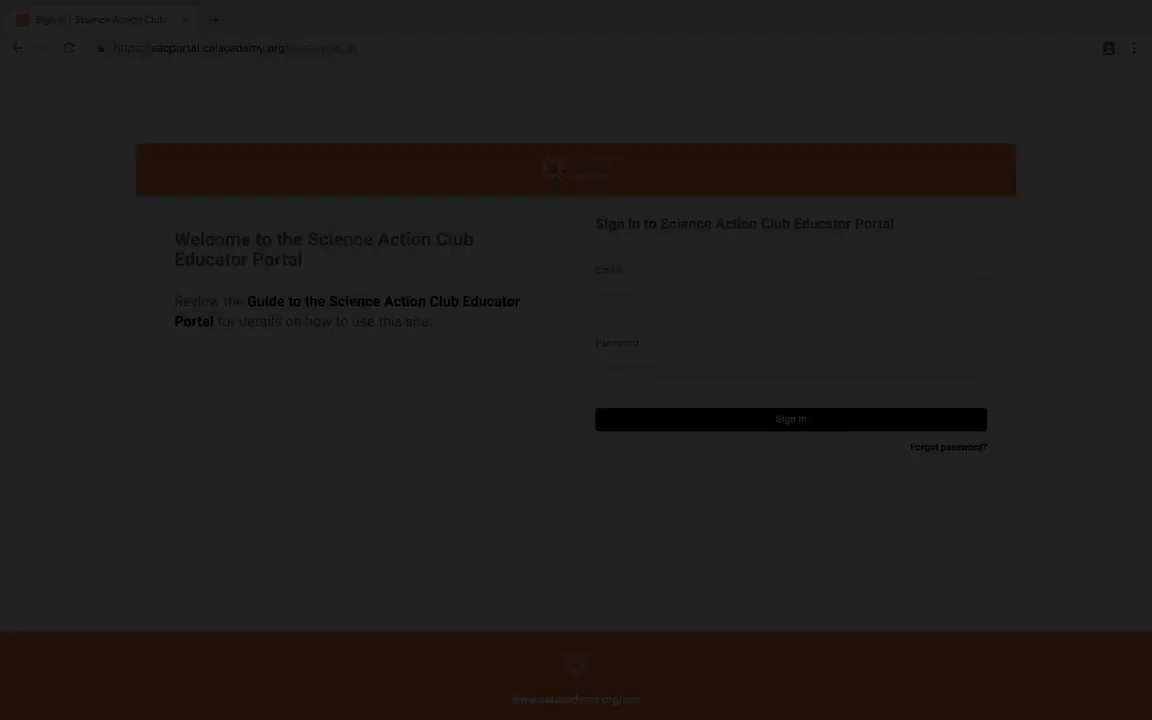 Sign In | Science Action Club
https://sacportal.calacademy.org/
Welcome to the Science Action Club
Educator Portal
Review the Guide to the Science Action Club Educator
Portal for details on how to use this site.
Sign in to Science Action Club Educator Portal
Email
Password
Sign in
Forgot password?